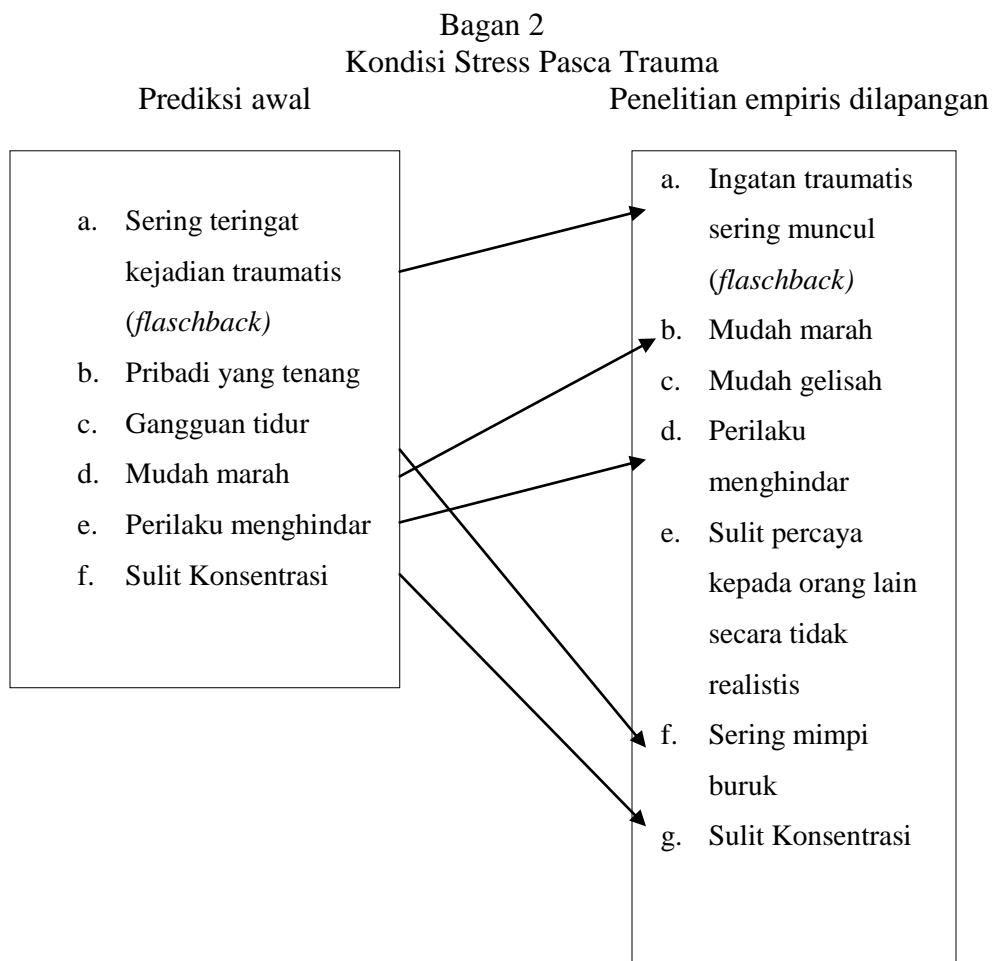 Bagan 2
Kondisi Stress Pasca Trauma
Prediksi awal
Penelitian empiris dilapangan
a. Sering teringat
kejadian traumatis
(flaschback)
b. Pribadi yang tenang
c. Gangguan tidur
d. Mudah marah
e. Perilaku menghindar
f. Sulit Konsentrasi
a. Ingatan traumatis
sering muncul
(flaschback)
b. Mudah marah
c. Mudah gelisah
d. Perilaku
menghindar
e. Sulit percaya
kepada orang lain
secara tidak
realistis
f. Sering mimpi
buruk
g. Sulit Konsentrasi